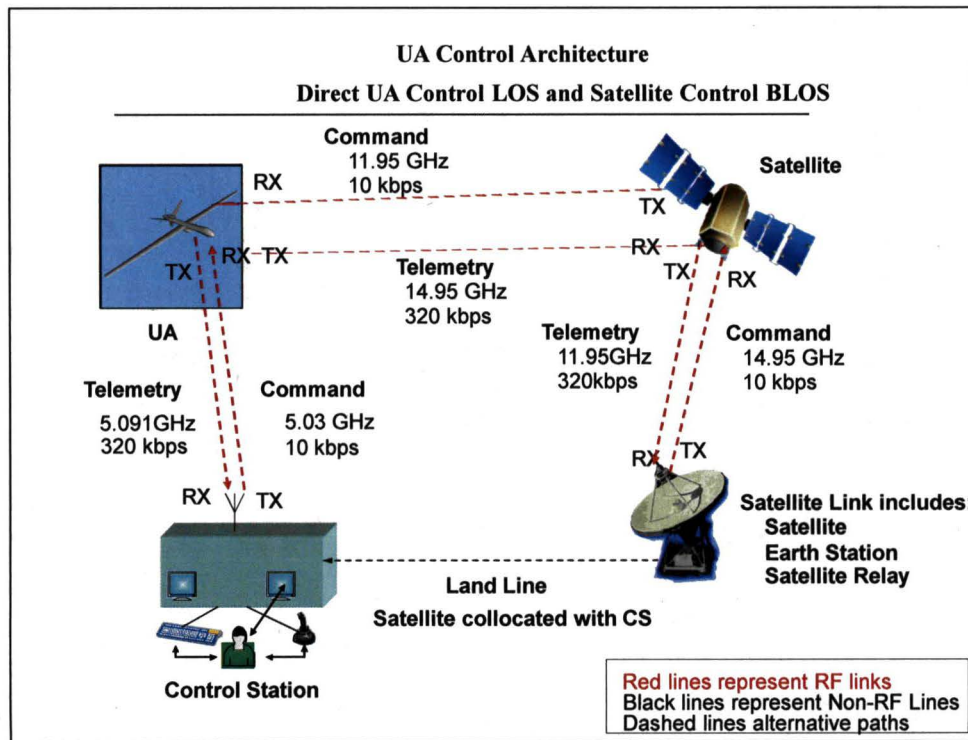 UA Control Architecture
Direct UA Control LOS and Satellite Control BLOS
Command
11.95 GHz
10 kbps
RX
TX
Satellite
RX TX
TX
RX
TX
RX
Telemetry
14.95 GHz
320 kbps
UA
Telemetry
11.95GHz
320kbps
Command
14.95 GHz
10 kbps
Telemetry
5.091GHz
320 kbps
Command
5.03 GHz
10 kbps
RX
TX
RX
TX
Satellite Link includes:
Satellite
Earth Station
Satellite Relay
Land Line
Satellite collocated with CS
Control Station
Red lines represent RF links
Black lines represent Non-RF Lines
Dashed lines alternative paths